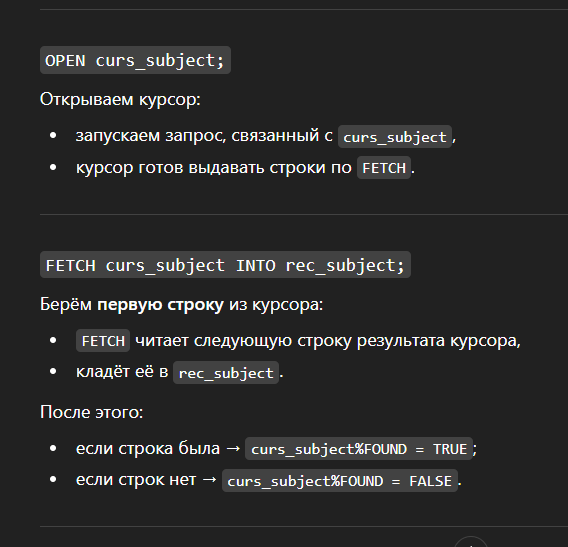 OPEN curs_subject;
Открываем курсор:
• запускаем запрос, связанный с curs_subject,
• курсор готов выдавать строки по FETCH.
FETCH curs_subject INTO rec_subject;
Берём первую строку из курсора:
• FETCH читает следующую строку результата курсора,
• кладёт её в rec_subject.
После этого:
• если строка была → curs_subject%FOUND = TRUE;
• если строк нет → curs_subject%FOUND = FALSE.